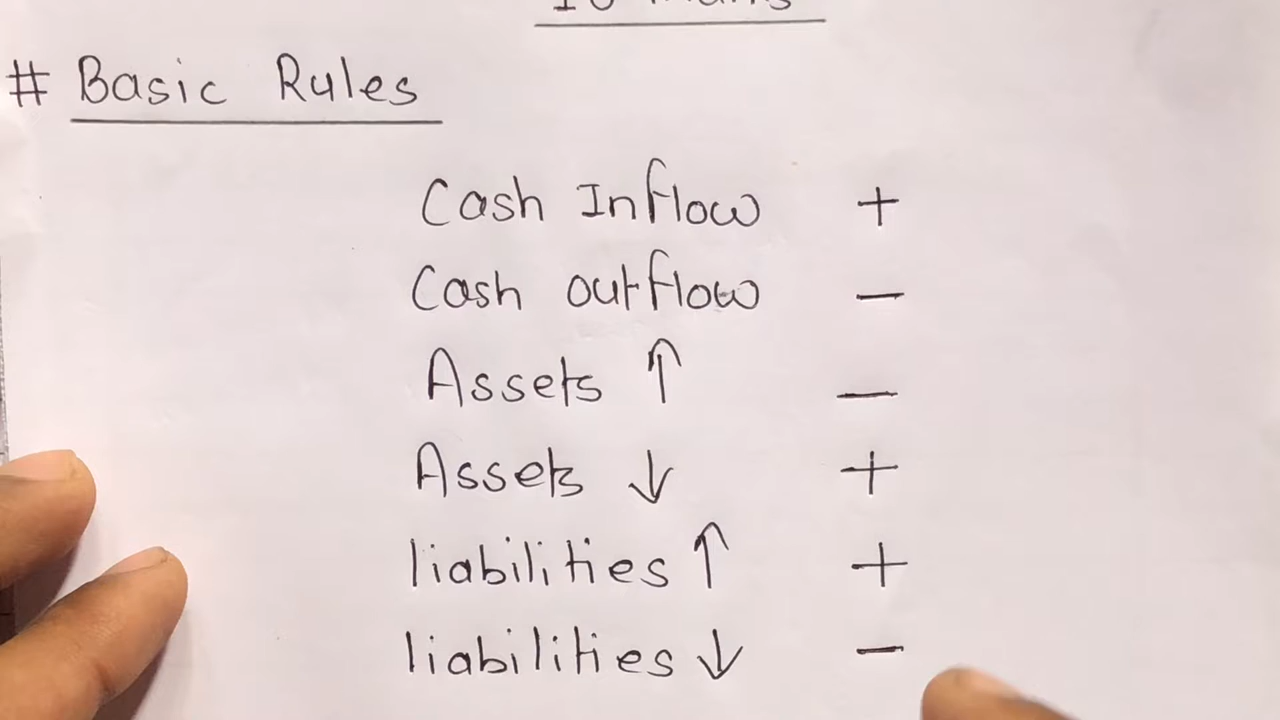 # Basic Rules
Cash Inflow +
Cash outflow −
Assets ↑ −
Assets ↓ +
liabilities ↑ +
liabilities ↓ −